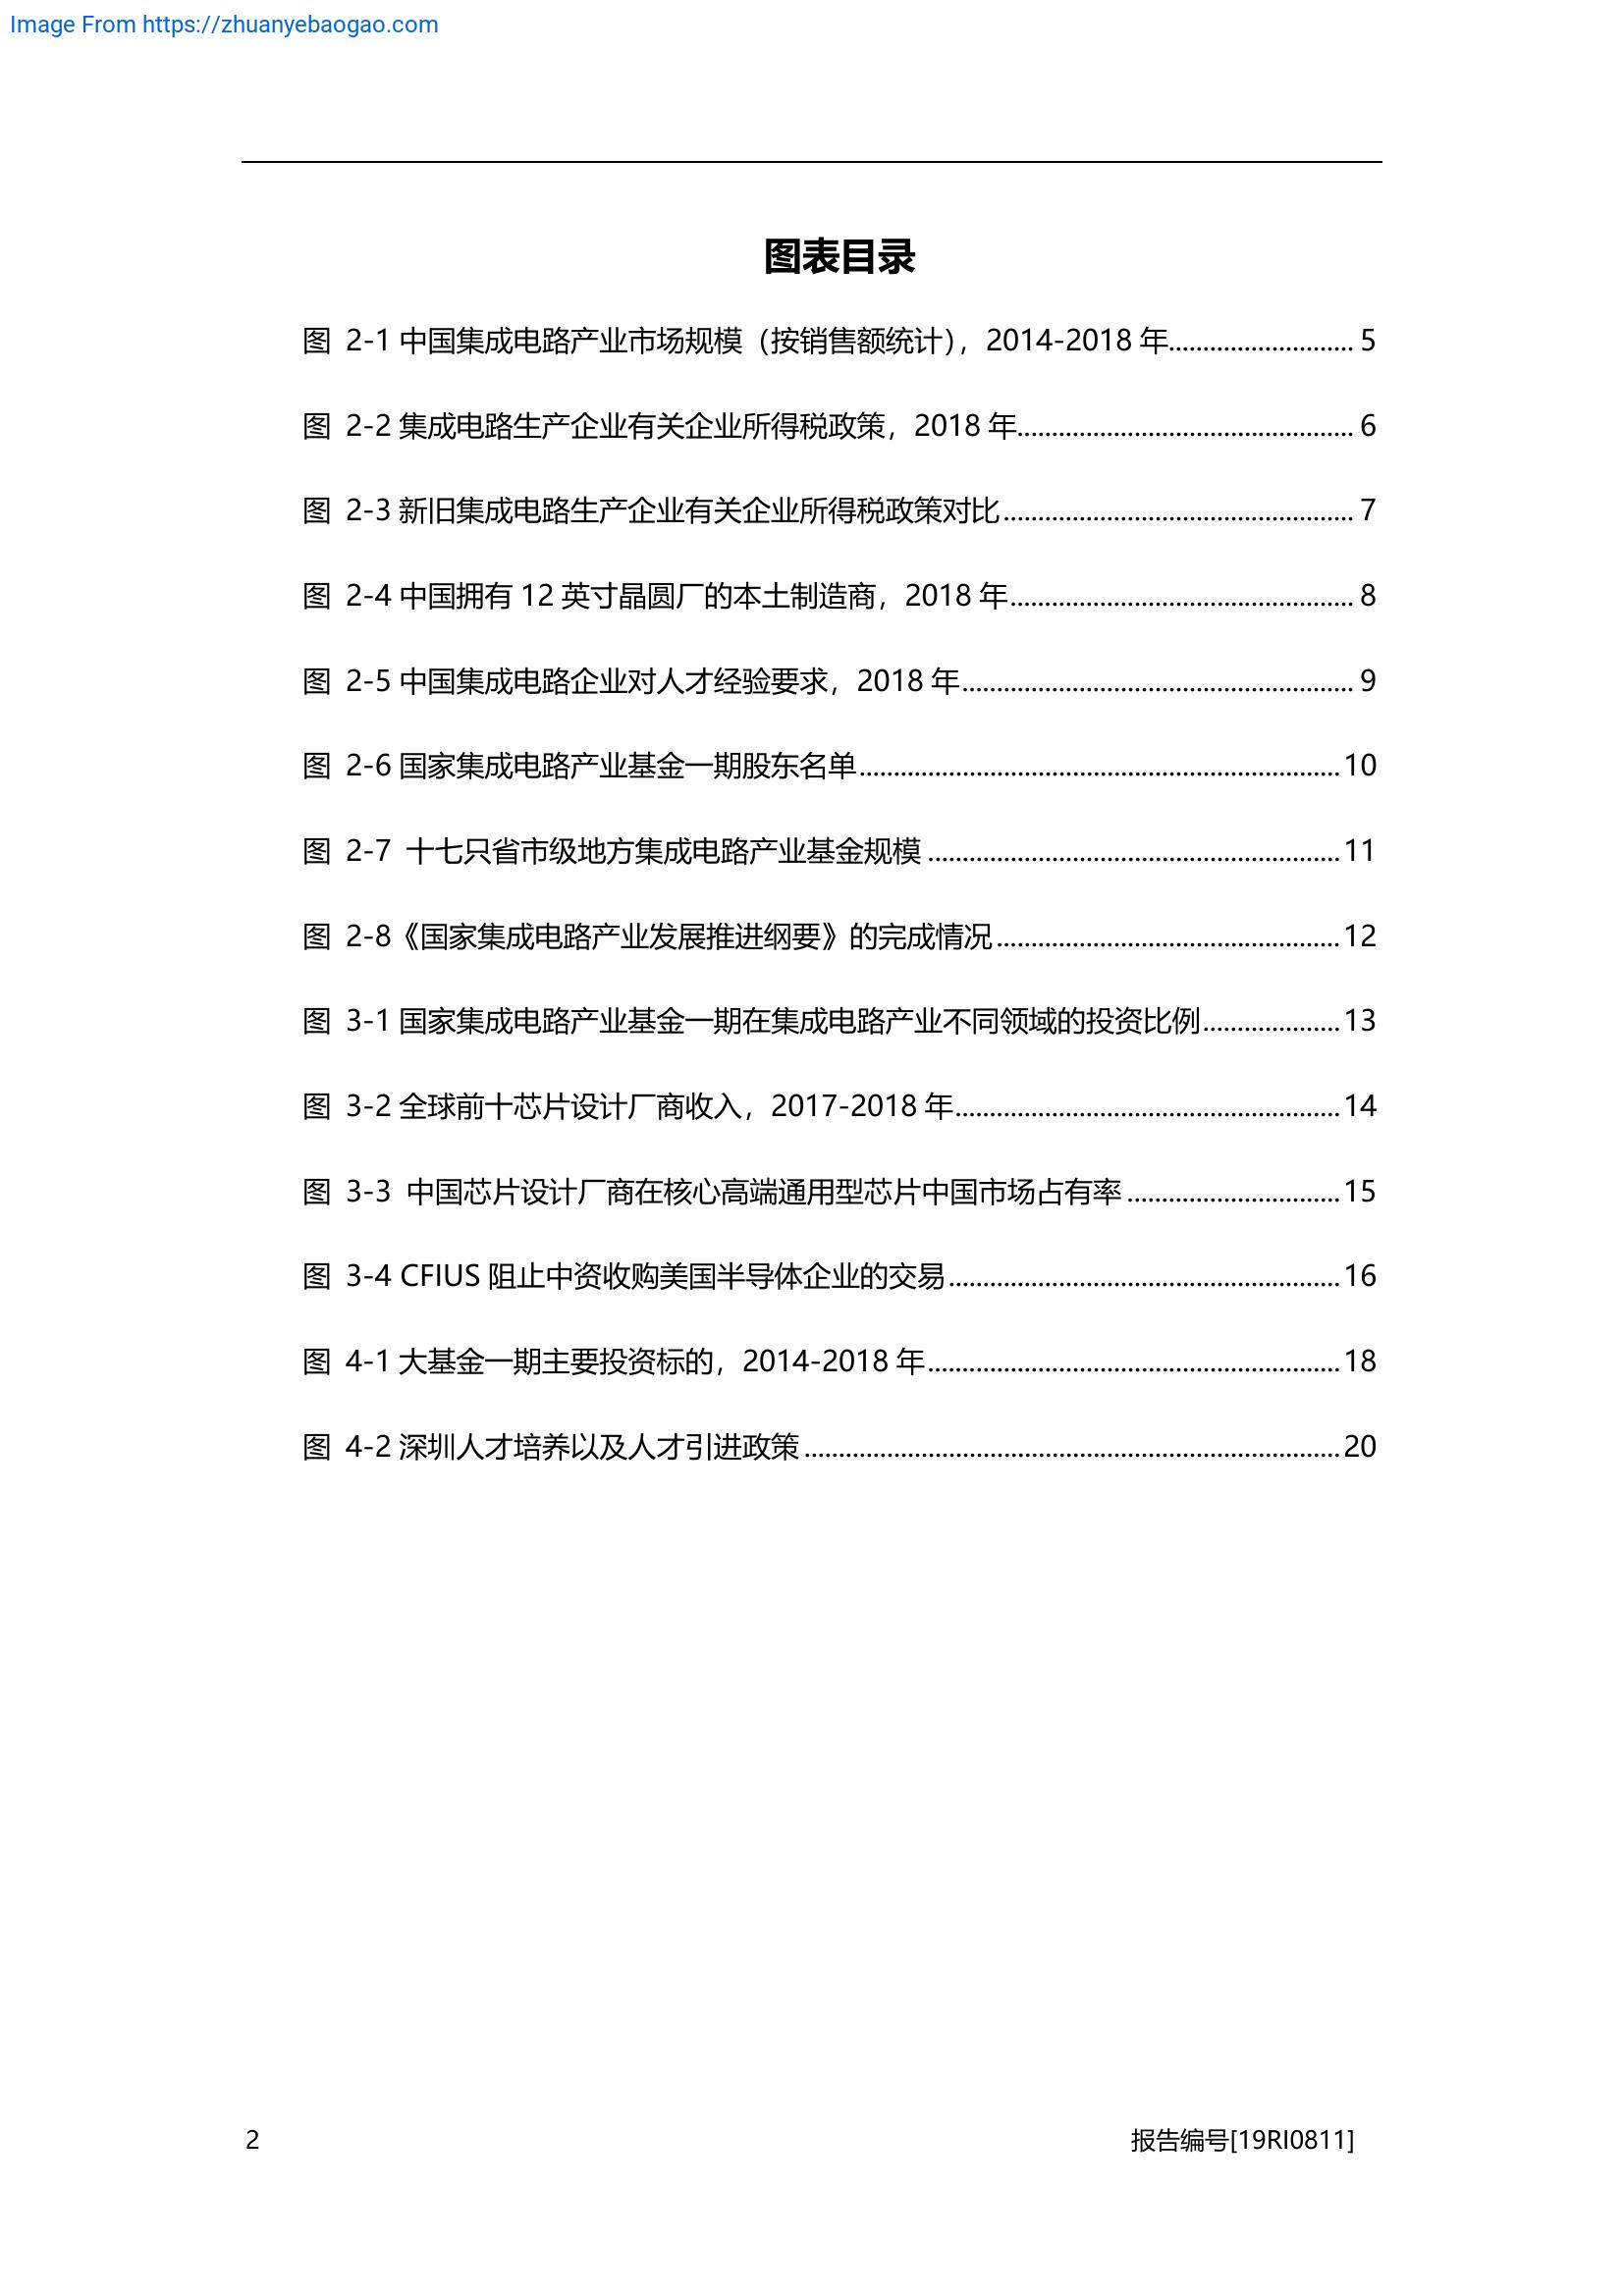 Image From https://zhuanyebaogao.com
图表目录
图 2-1 中国集成电路产业市场规模（按销售额统计），2014-2018 年........................... 5
图 2-2 集成电路生产企业有关企业所得税政策，2018 年................................................. 6
图 2-3 新旧集成电路生产企业有关企业所得税政策对比................................................... 7
图 2-4 中国拥有 12 英寸晶圆厂的本土制造商，2018 年.................................................. 8
图 2-5 中国集成电路企业对人才经验要求，2018 年......................................................... 9
图 2-6 国家集成电路产业基金一期股东名单...................................................................... 10
图 2-7 十七只省市级地方集成电路产业基金规模............................................................ 11
图 2-8《国家集成电路产业发展推进纲要》的完成情况.................................................. 12
图 3-1 国家集成电路产业基金一期在集成电路产业不同领域的投资比例.................... 13
图 3-2 全球前十芯片设计厂商收入，2017-2018 年........................................................ 14
图 3-3 中国芯片设计厂商在核心高端通用型芯片中国市场占有率............................... 15
图 3-4 CFIUS 阻止中资收购美国半导体企业的交易......................................................... 16
图 4-1 大基金一期主要投资标的，2014-2018 年............................................................ 18
图 4-2 深圳人才培养以及人才引进政策.............................................................................. 20
2 报告编号[19RI0811]